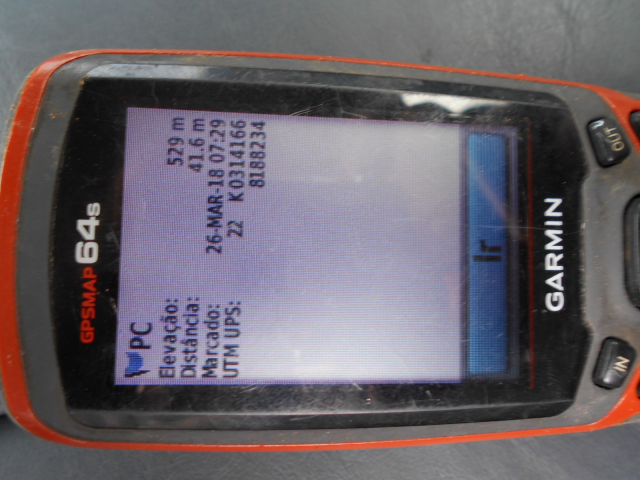 GPSMAP 64s
PC
Elevação: 529 m
Distância: 41.6 m
Marcado: 26-MAR-18 07:29
UTM UPS: 22 K 0314166
8188234
Ir
GARMIN
IN
OUT